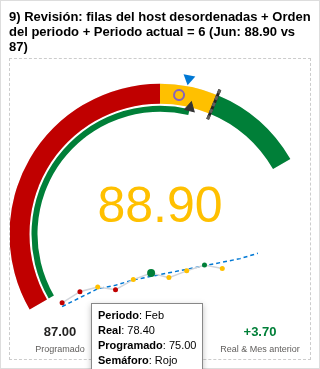 9) Revisión: filas del host desordenadas + Orden
del periodo + Periodo actual = 6 (Jun: 88.90 vs
87)
88.90
87.00
Programado
+3.70
Real & Mes anterior
Periodo: Feb
Real: 78.40
Programado: 75.00
Semáforo: Rojo